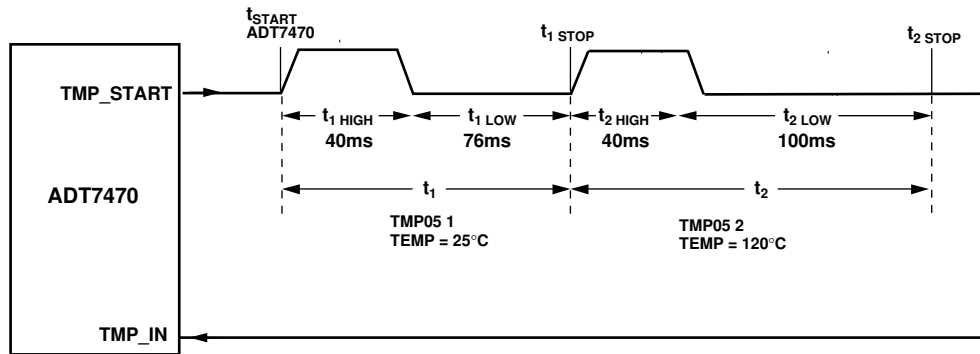 tSTART
ADT7470
t1 STOP
t2 STOP
TMP_START
t1 HIGH
40ms
t1 LOW
76ms
t2 HIGH
40ms
t2 LOW
100ms
ADT7470
t1
t2
TMP05 1
TEMP = 25°C
TMP05 2
TEMP = 120°C
TMP_IN